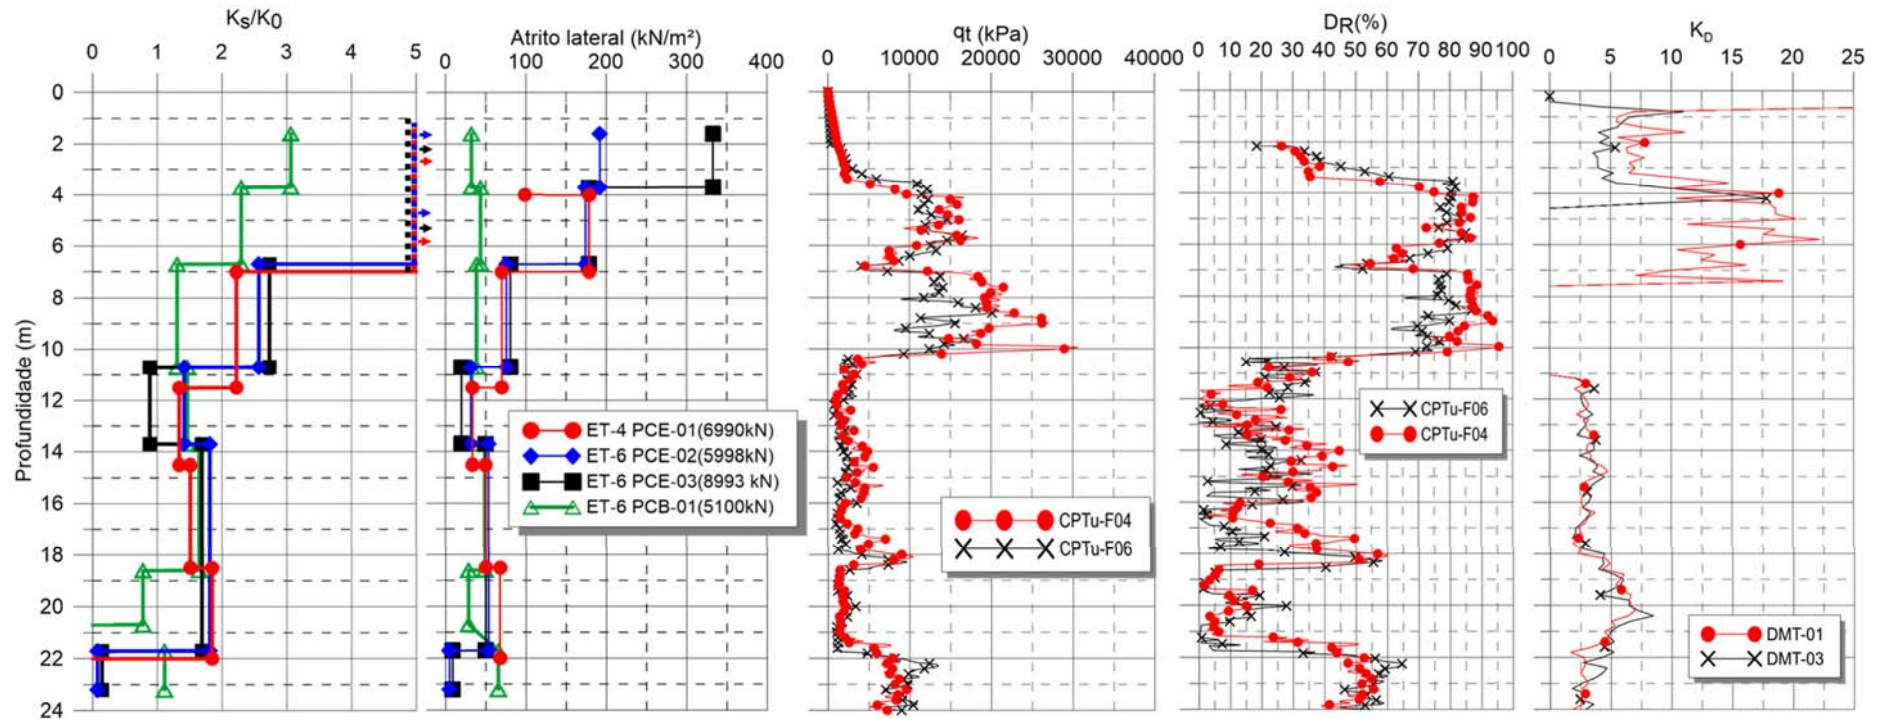 Ks/K0
0 1 2 3 4 5
Atrito lateral (kN/m²)
0 100 200 300 400
qt (kPa)
0 10000 20000 30000 40000
DR(%)
0 10 20 30 40 50 60 70 80 90 100
KD
0 5 10 15 20 25
Profundidade (m)
0
2
4
6
8
10
12
14
16
18
20
22
24
ET-4 PCE-01(6990kN)
ET-6 PCE-02(5998kN)
ET-6 PCE-03(8993 kN)
ET-6 PCB-01(5100kN)
CPTu-F04
CPTu-F06
CPTu-F06
CPTu-F04
DMT-01
DMT-03